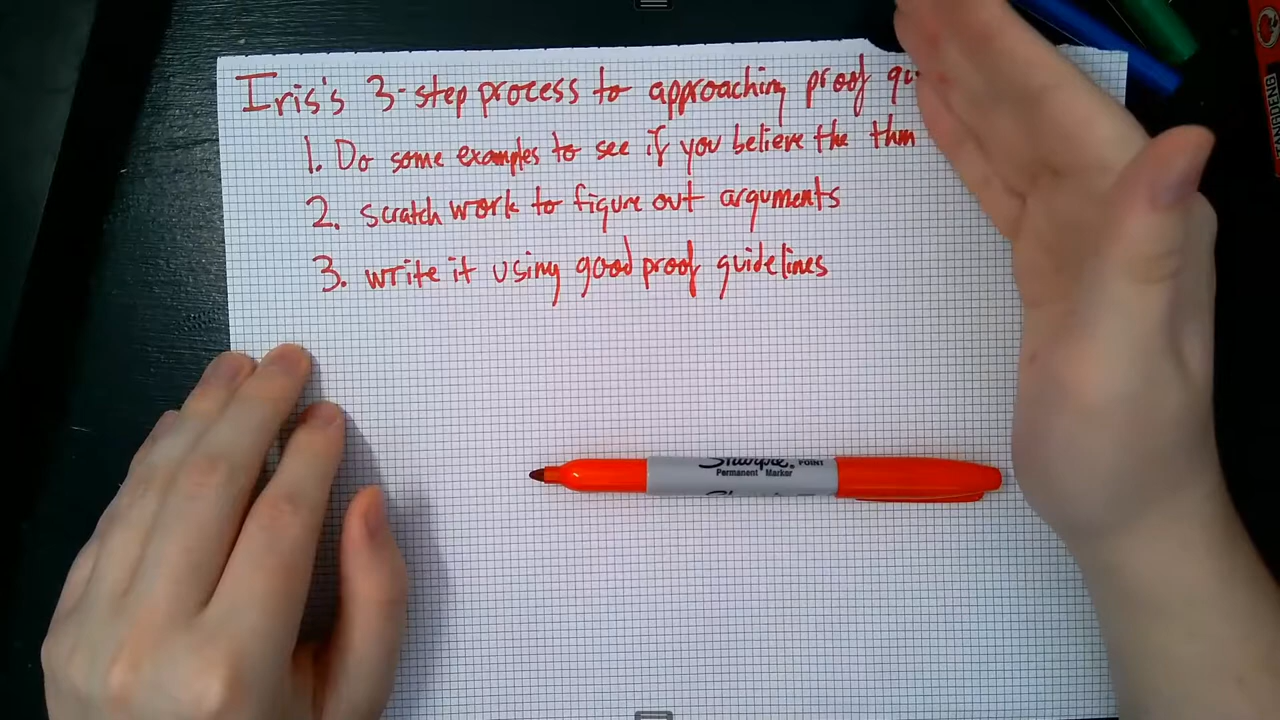 Iris's 3-step process to approaching proof
1. Do some examples to see if you believe the thm
2. scratch work to figure out arguments
3. write it using good proof guidelines
Sharpie. POINT
Permanent Marker